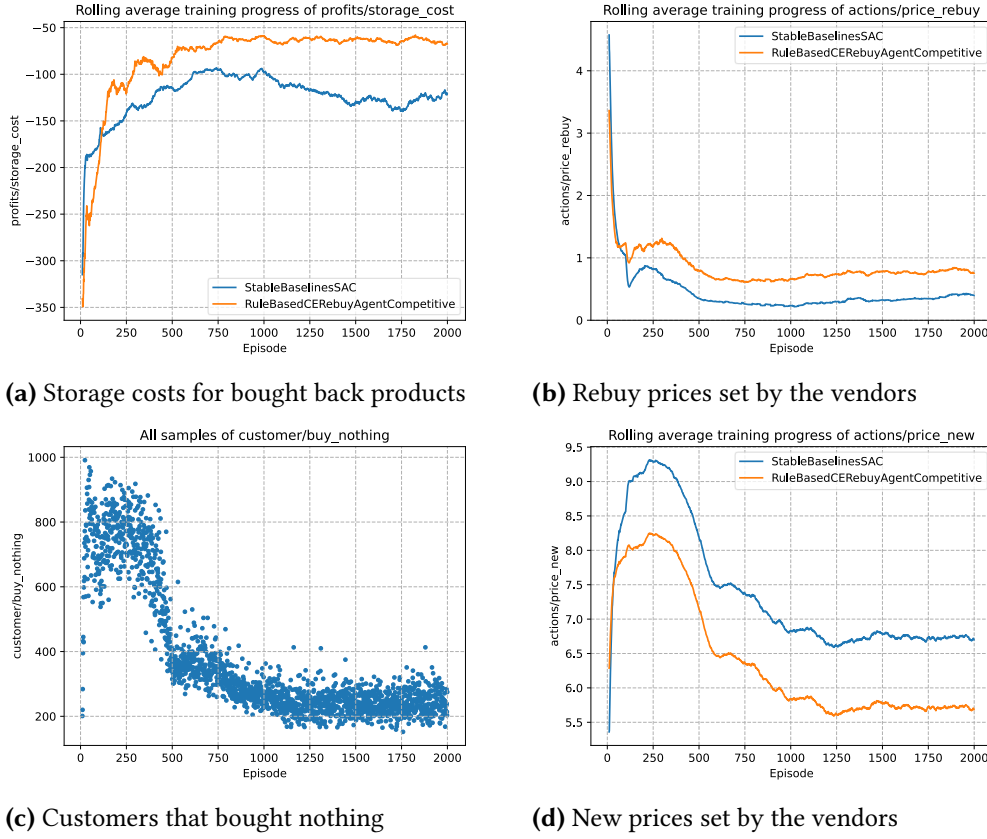 Rolling average training progress of profits/storage_cost
profits/storage_cost
−50
−100
−150
−200
−250
−300
−350
StableBaselinesSAC
RuleBasedCERebuyAgentCompetitive
0 250 500 750 1000 1250 1500 1750 2000
Episode
(a) Storage costs for bought back products
Rolling average training progress of actions/price_rebuy
actions/price_rebuy
4
3
2
1
0
StableBaselinesSAC
RuleBasedCERebuyAgentCompetitive
0 250 500 750 1000 1250 1500 1750 2000
Episode
(b) Rebuy prices set by the vendors
All samples of customer/buy_nothing
customer/buy_nothing
1000
800
600
400
200
0 250 500 750 1000 1250 1500 1750 2000
Episode
(c) Customers that bought nothing
Rolling average training progress of actions/price_new
actions/price_new
9.5
9.0
8.5
8.0
7.5
7.0
6.5
6.0
5.5
StableBaselinesSAC
RuleBasedCERebuyAgentCompetitive
0 250 500 750 1000 1250 1500 1750 2000
Episode
(d) New prices set by the vendors